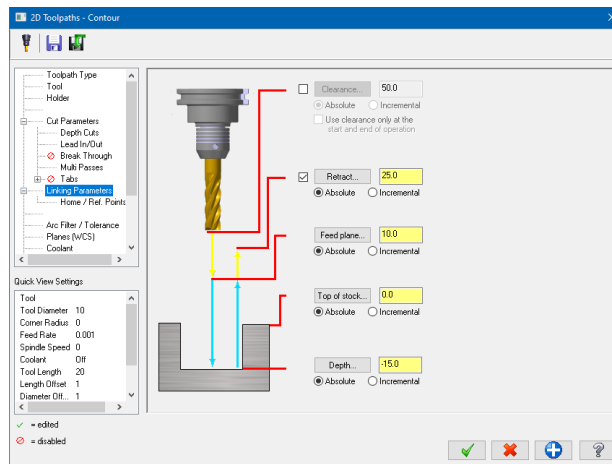 2D Toolpaths - Contour
Toolpath Type
Tool
Holder
Cut Parameters
Depth Cuts
Lead In/Out
Break Through
Multi Passes
Tabs
Linking Parameters
Home / Ref. Points
Arc Filter / Tolerance
Planes (WCS)
Coolant
Quick View Settings
Tool
Tool Diameter 10
Corner Radius 0
Feed Rate 0.001
Spindle Speed 0
Coolant Off
Tool Length 20
Length Offset 1
Diameter Off... 1
= edited
= disabled
Clearance... 50.0
Absolute Incremental
Use clearance only at the
start and end of operation
Retract... 25.0
Absolute Incremental
Feed plane... 10.0
Absolute Incremental
Top of stock... 0.0
Absolute Incremental
Depth... -15.0
Absolute Incremental